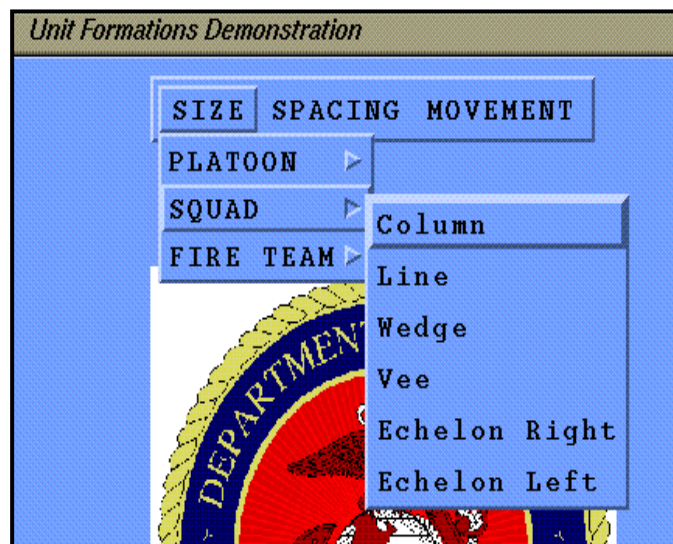 Unit Formations Demonstration
SIZE SPACING MOVEMENT
PLATOON
SQUAD
FIRE TEAM
Column
Line
Wedge
Vee
Echelon Right
Echelon Left
DEPARTMENT